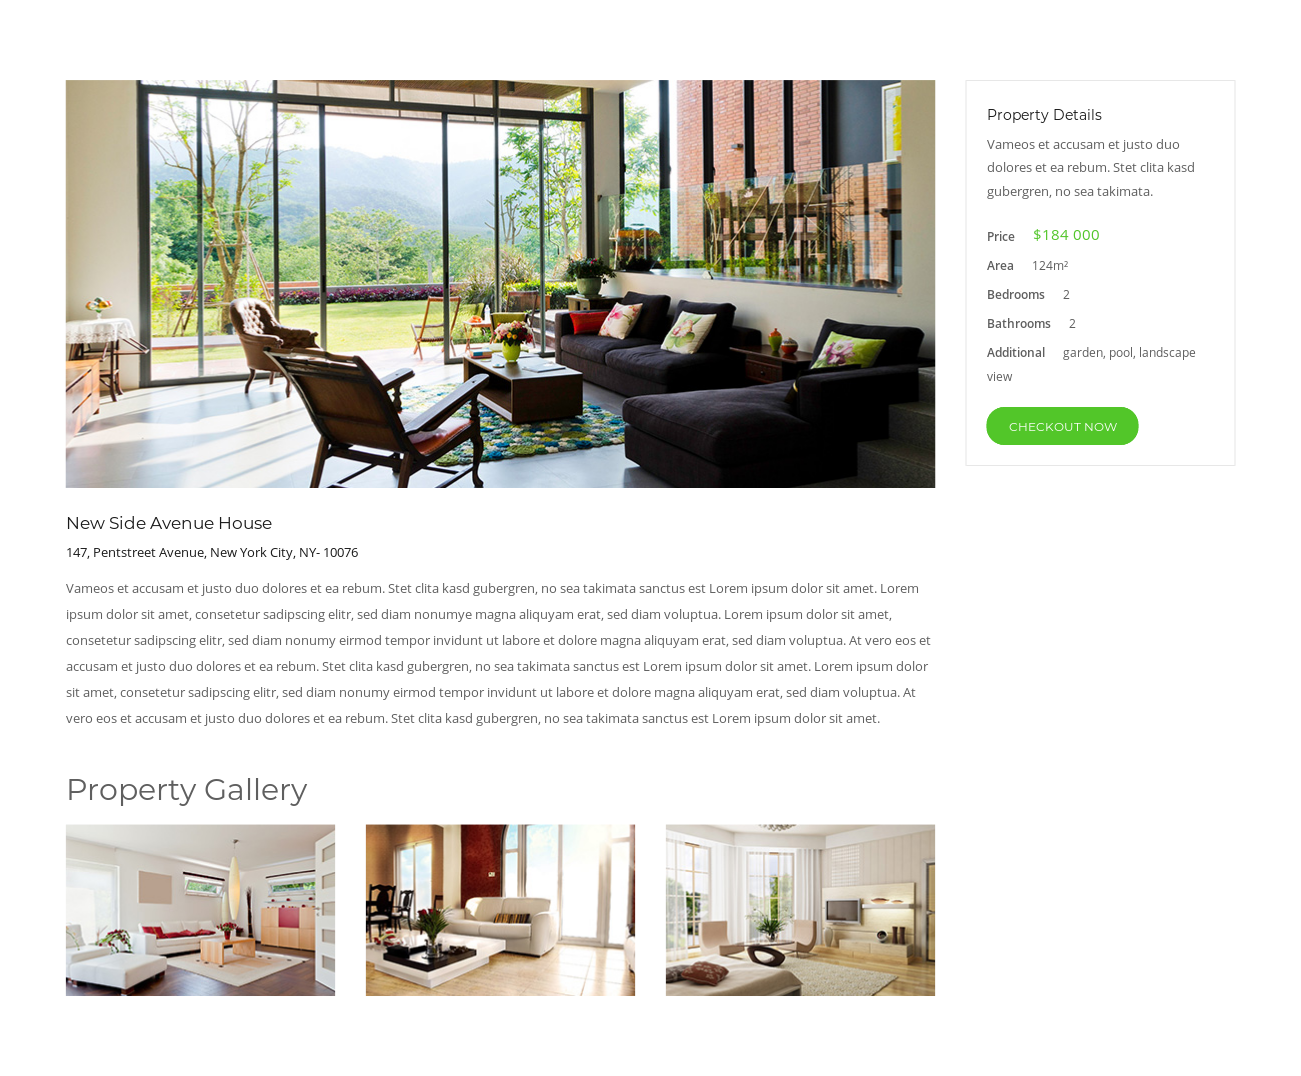 Property Details
Vameos et accusam et justo duo
dolores et ea rebum. Stet clita kasd
gubergren, no sea takimata.
Price $184 000
Area 124m²
Bedrooms 2
Bathrooms 2
Additional garden, pool, landscape
view
CHECKOUT NOW
New Side Avenue House
147, Pentstreet Avenue, New York City, NY- 10076
Vameos et accusam et justo duo dolores et ea rebum. Stet clita kasd gubergren, no sea takimata sanctus est Lorem ipsum dolor sit amet. Lorem
ipsum dolor sit amet, consetetur sadipscing elitr, sed diam nonumye magna aliquyam erat, sed diam voluptua. Lorem ipsum dolor sit amet,
consetetur sadipscing elitr, sed diam nonumy eirmod tempor invidunt ut labore et dolore magna aliquyam erat, sed diam voluptua. At vero eos et
accusam et justo duo dolores et ea rebum. Stet clita kasd gubergren, no sea takimata sanctus est Lorem ipsum dolor sit amet. Lorem ipsum dolor
sit amet, consetetur sadipscing elitr, sed diam nonumy eirmod tempor invidunt ut labore et dolore magna aliquyam erat, sed diam voluptua. At
vero eos et accusam et justo duo dolores et ea rebum. Stet clita kasd gubergren, no sea takimata sanctus est Lorem ipsum dolor sit amet.
Property Gallery